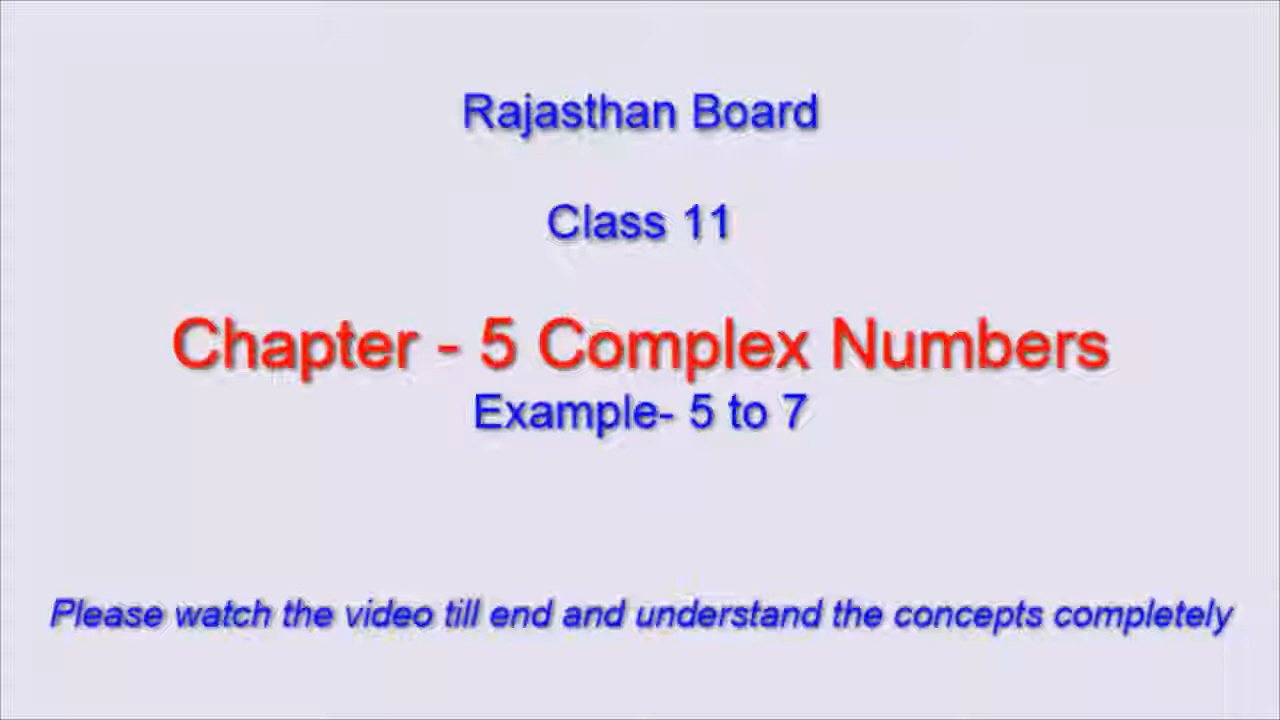 Rajasthan Board
Class 11
Chapter - 5 Complex Numbers
Example- 5 to 7
Please watch the video till end and understand the concepts completely